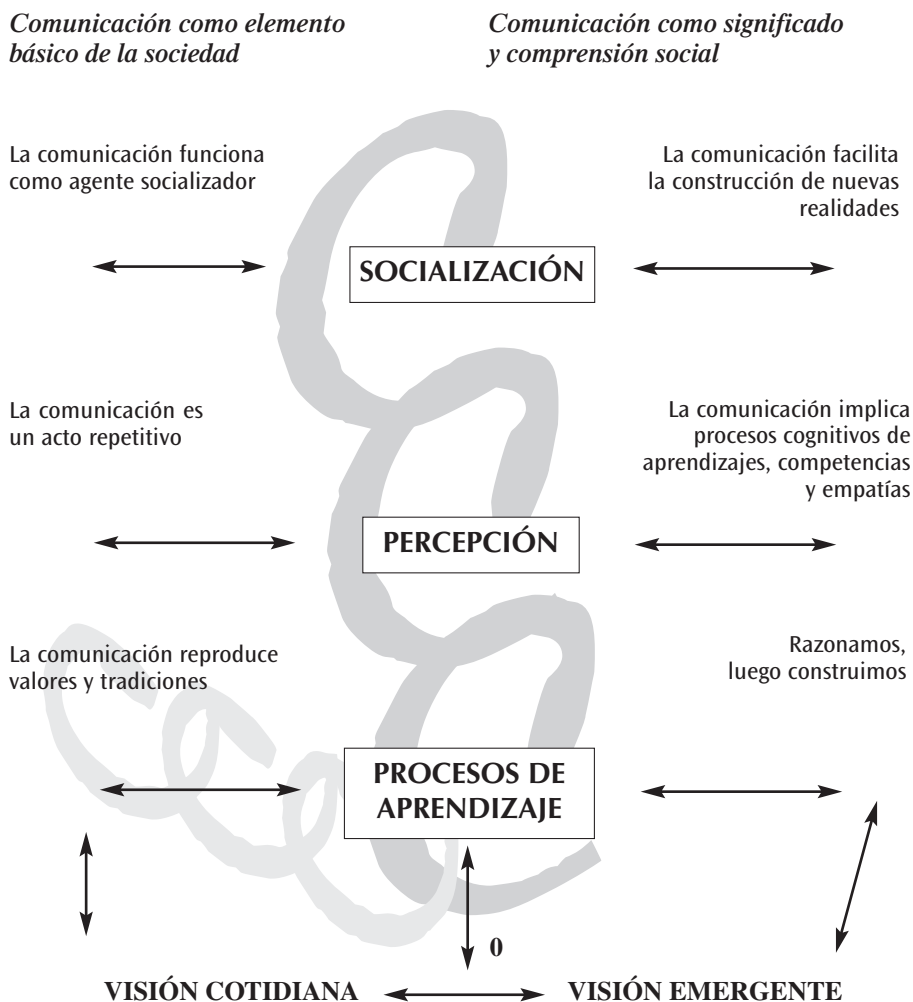 Comunicación como elemento
básico de la sociedad
Comunicación como significado
y comprensión social
La comunicación funciona
como agente socializador
La comunicación facilita
la construcción de nuevas
realidades
SOCIALIZACIÓN
La comunicación es
un acto repetitivo
La comunicación implica
procesos cognitivos de
aprendizajes, competencias
y empatías
PERCEPCIÓN
La comunicación reproduce
valores y tradiciones
Razonamos,
luego construimos
PROCESOS DE
APRENDIZAJE
0
VISIÓN COTIDIANA
VISIÓN EMERGENTE